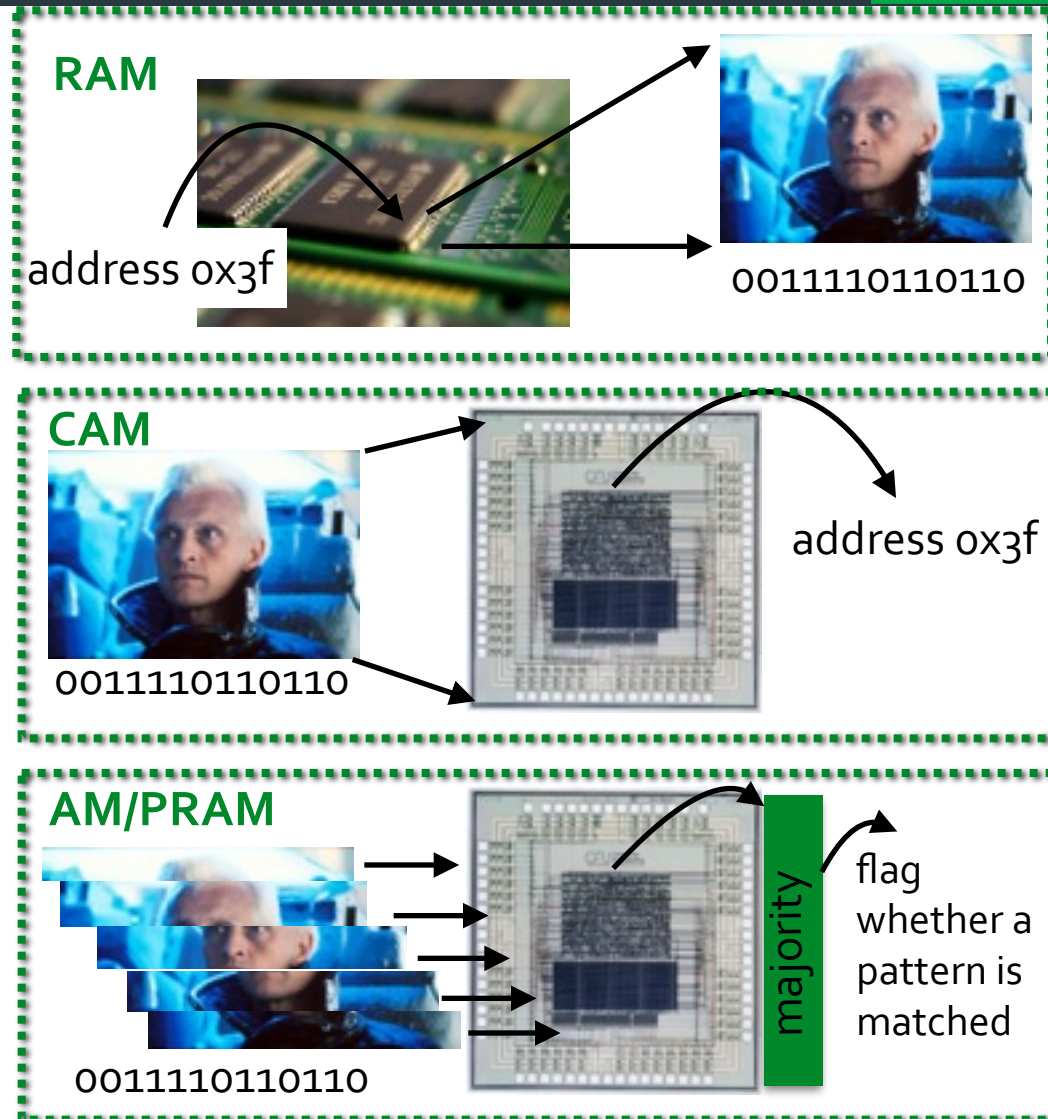 RAM
address 0x3f
0011110110110
CAM
0011110110110
address 0x3f
AM/PRAM
0011110110110
majority
flag
whether a
pattern is
matched